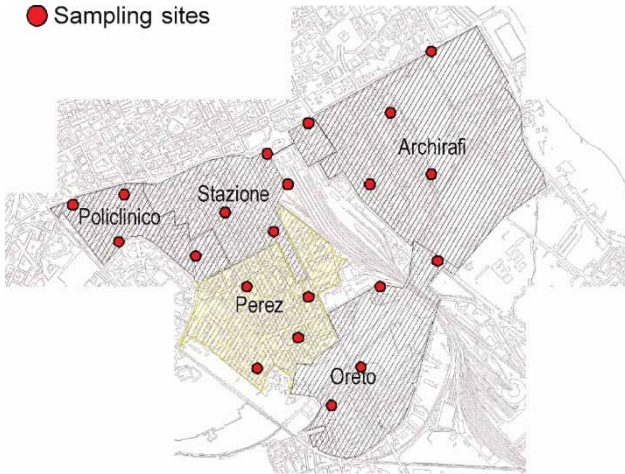 Sampling sites
Archirafi
Stazione
Policlinico
Perez
Oreto